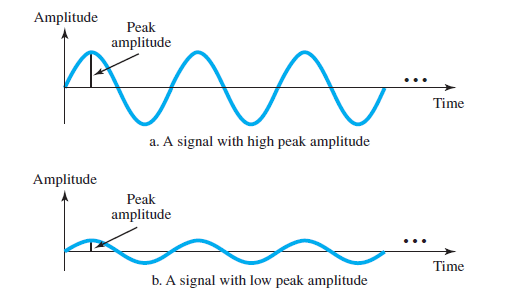 Amplitude
Peak
amplitude
...
Time
a. A signal with high peak amplitude
Amplitude
Peak
amplitude
...
Time
b. A signal with low peak amplitude